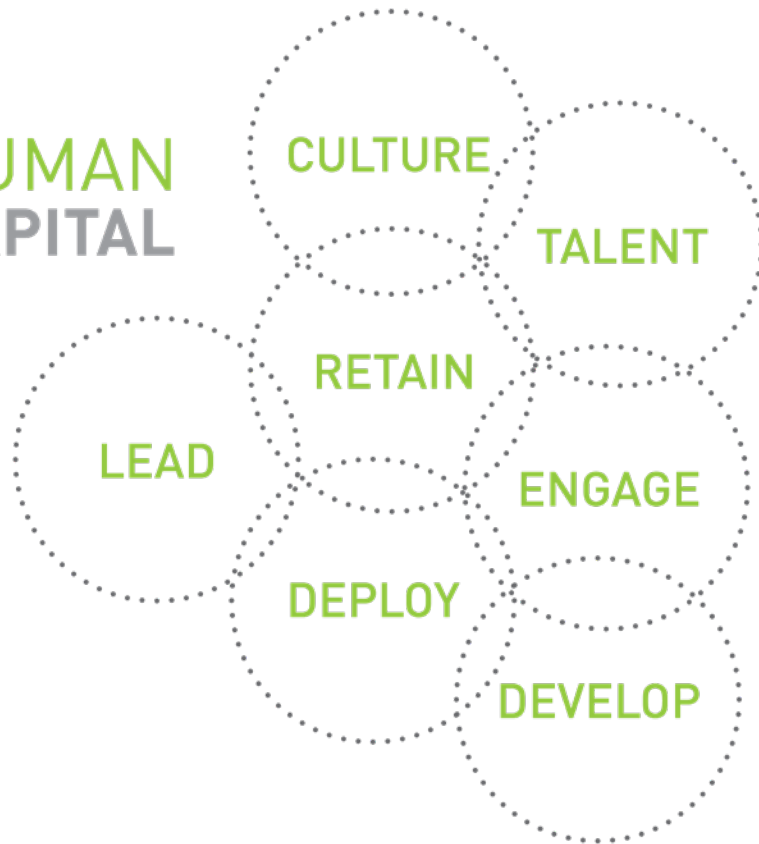 UMAN
PITAL
CULTURE
TALENT
RETAIN
LEAD
ENGAGE
DEPLOY
DEVELOP